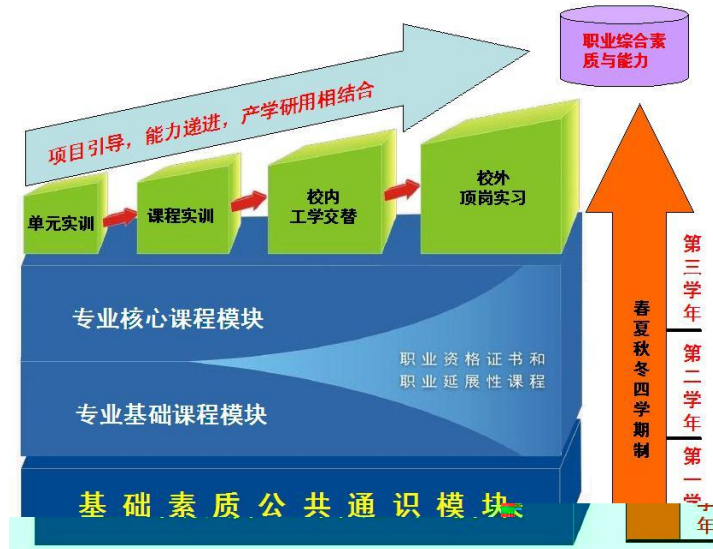 职业综合素
质与能力
项目引导，能力递进，产学研用相结合
单元实训
课程实训
校内
工学交替
校外
顶岗实习
专业核心课程模块
职业资格证书和
职业延展性课程
专业基础课程模块
基础素质公共通识模块
春夏秋冬四学期制
第三学年
第二学年
第一学年